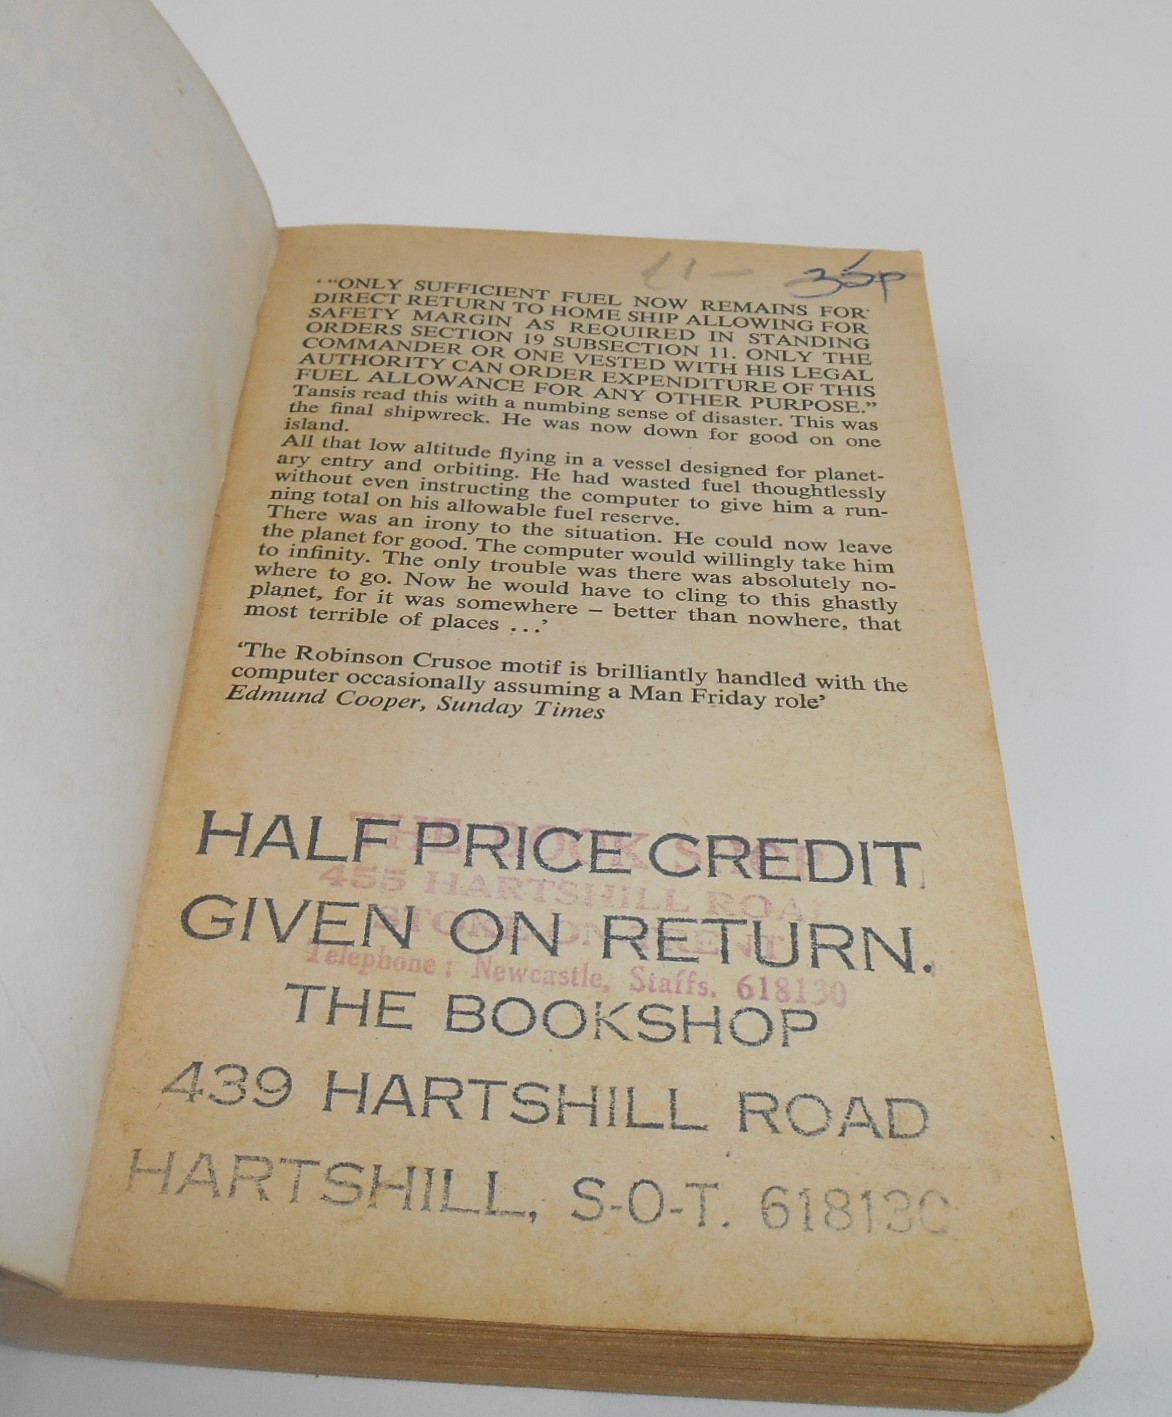 £1 - 35p
' "ONLY SUFFICIENT FUEL NOW REMAINS FOR
DIRECT RETURN TO HOME SHIP ALLOWING FOR
SAFETY MARGIN AS REQUIRED IN STANDING
ORDERS SECTION 19 SUBSECTION 11. ONLY THE
COMMANDER OR ONE VESTED WITH HIS LEGAL
AUTHORITY CAN ORDER EXPENDITURE OF THIS
FUEL ALLOWANCE FOR ANY OTHER PURPOSE."
Tansis read this with a numbing sense of disaster. This was
the final shipwreck. He was now down for good on one
island.
All that low altitude flying in a vessel designed for planet-
ary entry and orbiting. He had wasted fuel thoughtlessly
without even instructing the computer to give him a run-
ning total on his allowable fuel reserve.
There was an irony to the situation. He could now leave
the planet for good. The computer would willingly take him
to infinity. The only trouble was there was absolutely no-
where to go. Now he would have to cling to this ghastly
planet, for it was somewhere – better than nowhere, that
most terrible of places ...'
'The Robinson Crusoe motif is brilliantly handled with the
computer occasionally assuming a Man Friday role'
Edmund Cooper, Sunday Times
THE BOOK SHOP
455 HARTSHILL ROAD
STOKE-ON-TRENT
Telephone : Newcastle, Staffs. 618130
HALF PRICE CREDIT
GIVEN ON RETURN.
THE BOOKSHOP
439 HARTSHILL ROAD
HARTSHILL, S-O-T. 618130